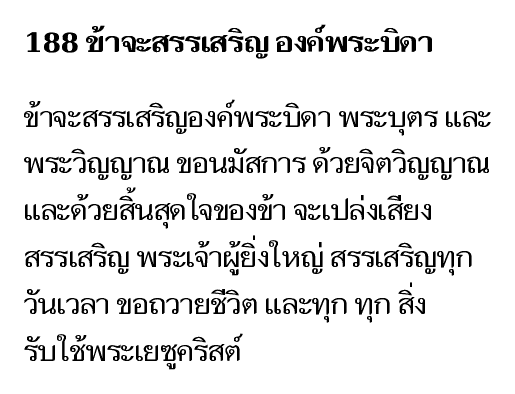 188 ข้าจะสรรเสริญ องค์พระบิดา
ข้าจะสรรเสริญองค์พระบิดา พระบุตร และ
พระวิญญาณ ขอนมัสการ ด้วยจิตวิญญาณ
และด้วยสิ้นสุดใจของข้า จะเปล่งเสียง
สรรเสริญ พระเจ้าผู้ยิ่งใหญ่ สรรเสริญทุก
วันเวลา ขอถวายชีวิต และทุก ทุก สิ่ง
รับใช้พระเยซูคริสต์